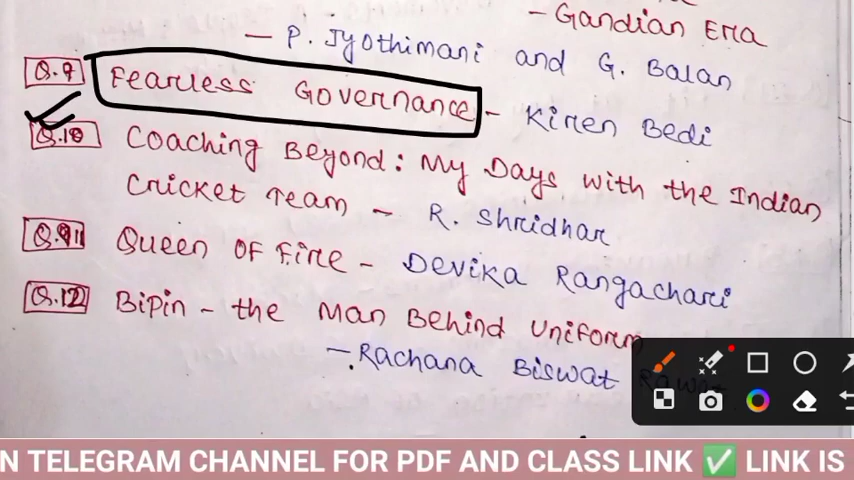 - Gandian Era
- P. Jyothimani and G. Balan
Q.9 Fearless Governance - Kiren Bedi
Q.10 Coaching Beyond: My Days with the Indian
Cricket Team - R. Shridhar
Q.11 Queen of Fire - Devika Rangachari
Q.12 Bipin - the Man Behind Uniform
- Rachana Biswat Rawat
N TELEGRAM CHANNEL FOR PDF AND CLASS LINK ✅ LINK IS